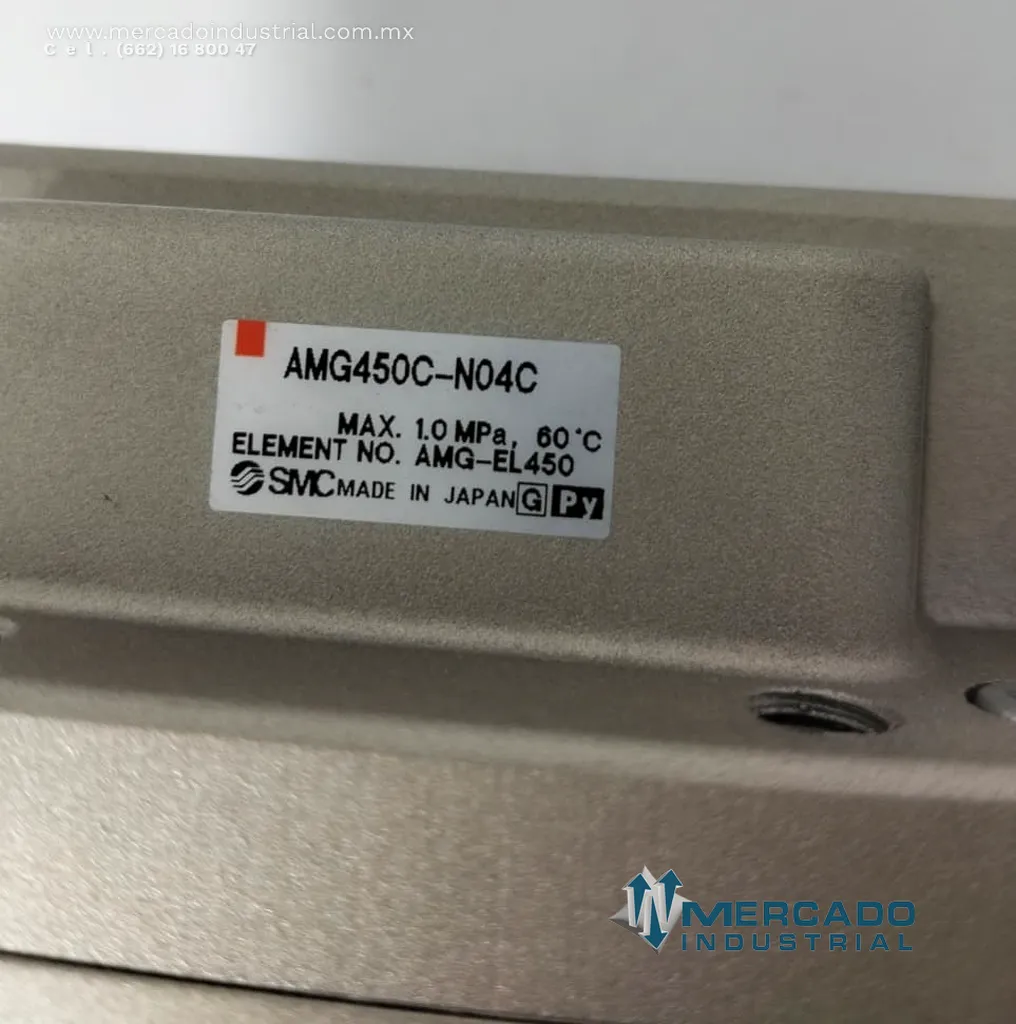 www.mercadoindustrial.com.mx
Cel. (662) 16 800 47
AMG450C-N04C
MAX. 1.0 MPa, 60°C
ELEMENT NO. AMG-EL450
SMC MADE IN JAPAN G Py
MERCADO
INDUSTRIAL